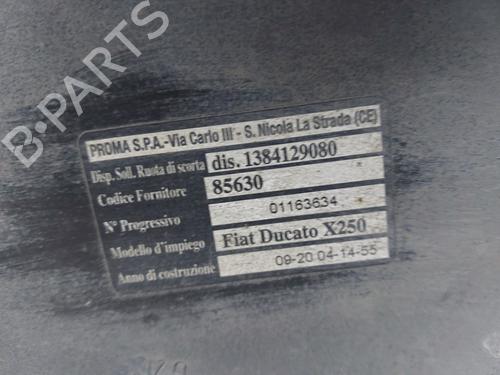 PROMA S.P.A.-Via Carlo III - S. Nicola La Strada (CE)
Disp. Soll. Ruota di scorta dis. 1384129080
Codice Fornitore 85630
N° Progressivo 01163634
Modello d'impiego Fiat Ducato X250
Anno di costruzione 09-20 04-14-55
B-PARTS